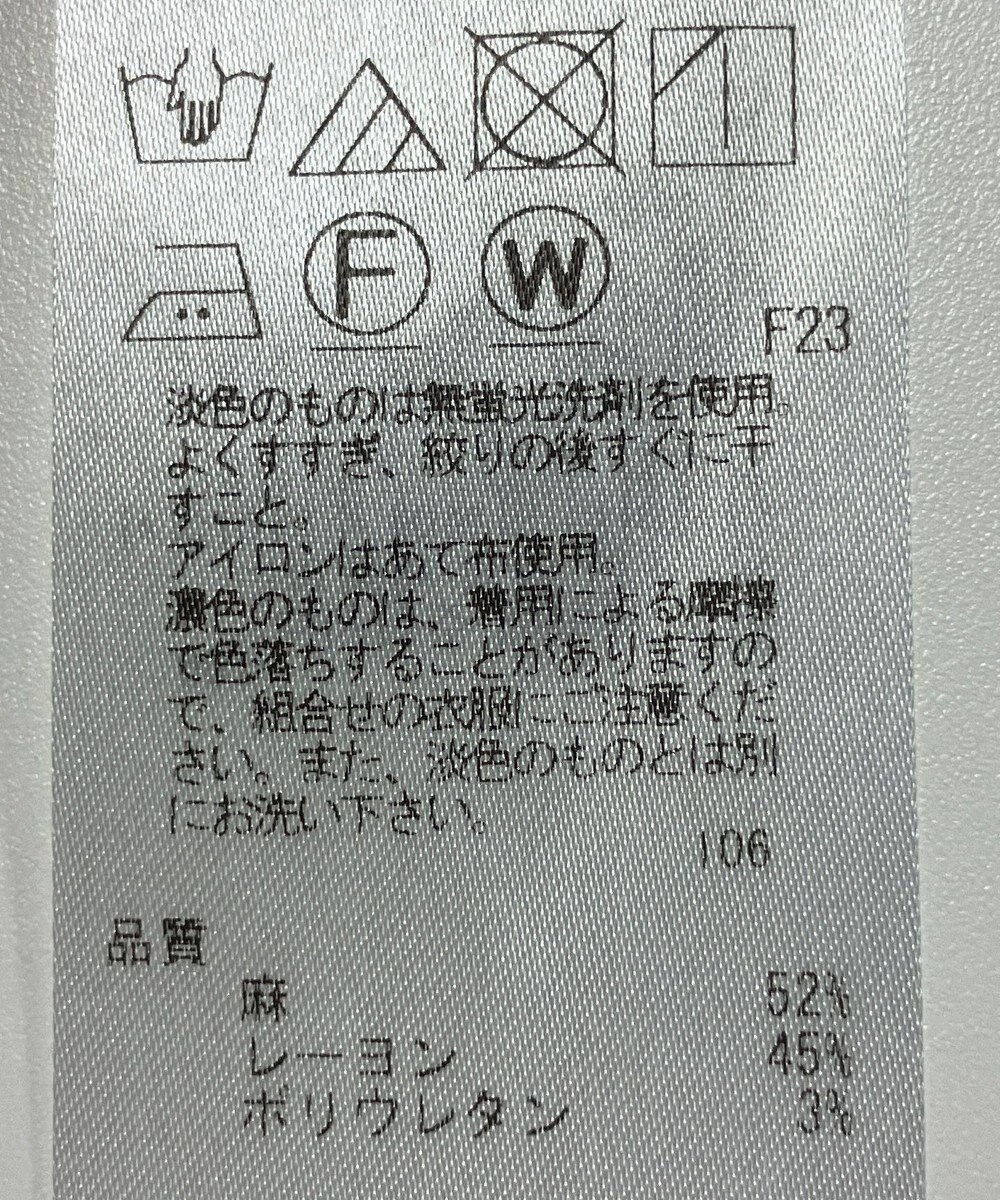 F
W
F23
淡色のものは無蛍光洗剤を使用。
よくすすぎ、絞りの後すぐに干
すこと。
アイロンはあて布使用。
濃色のものは、着用による摩擦
で色落ちすることがありますの
で、組合せの衣服にご注意くだ
さい。また、淡色のものとは別
にお洗い下さい。
106
品質
麻 52%
レーヨン 45%
ポリウレタン 3%